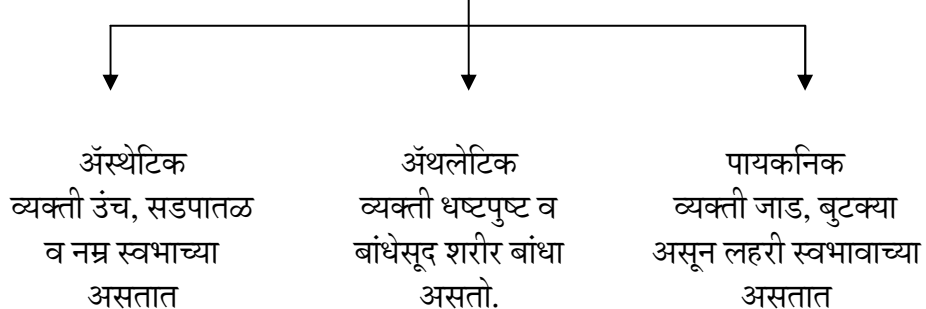 ॲस्थेटिक
व्यक्ती उंच, सडपातळ
व नम्र स्वभाच्या
असतात
ॲथलेटिक
व्यक्ती धष्टपुष्ट व
बांधेसूद शरीर बांधा
असतो.
पायकनिक
व्यक्ती जाड, बुटक्या
असून लहरी स्वभावाच्या
असतात